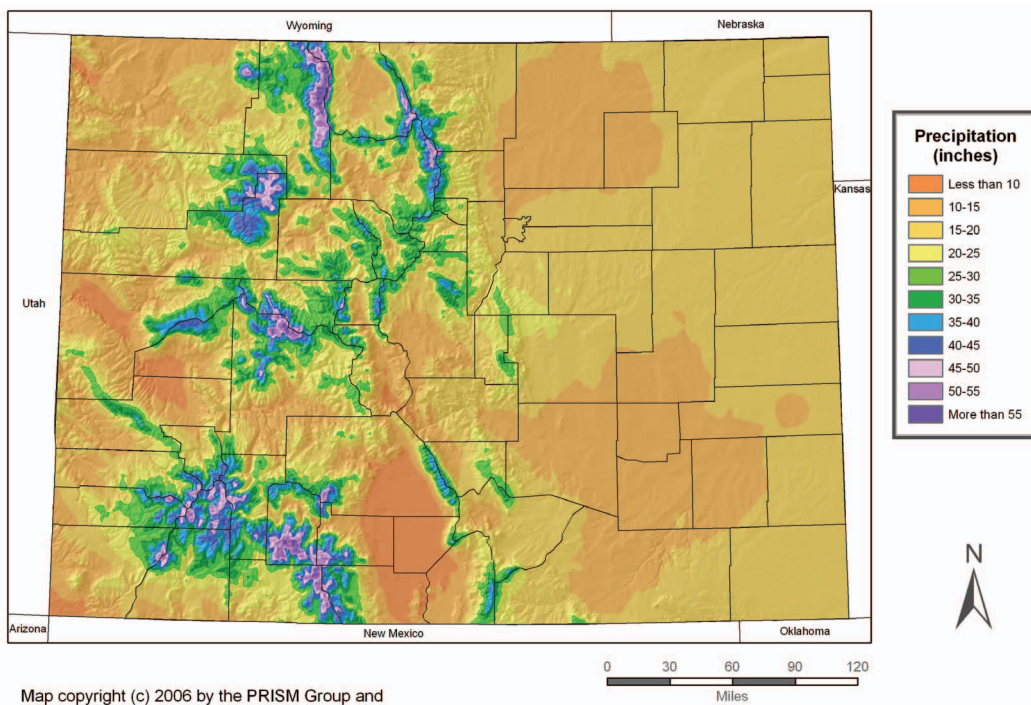 Wyoming
Nebraska
Precipitation
(inches)
Less than 10
10-15
15-20
20-25
25-30
30-35
35-40
40-45
45-50
50-55
More than 55
Kansas
Utah
Arizona
New Mexico
Oklahoma
N
0 30 60 90 120
Miles
Map copyright (c) 2006 by the PRISM Group and